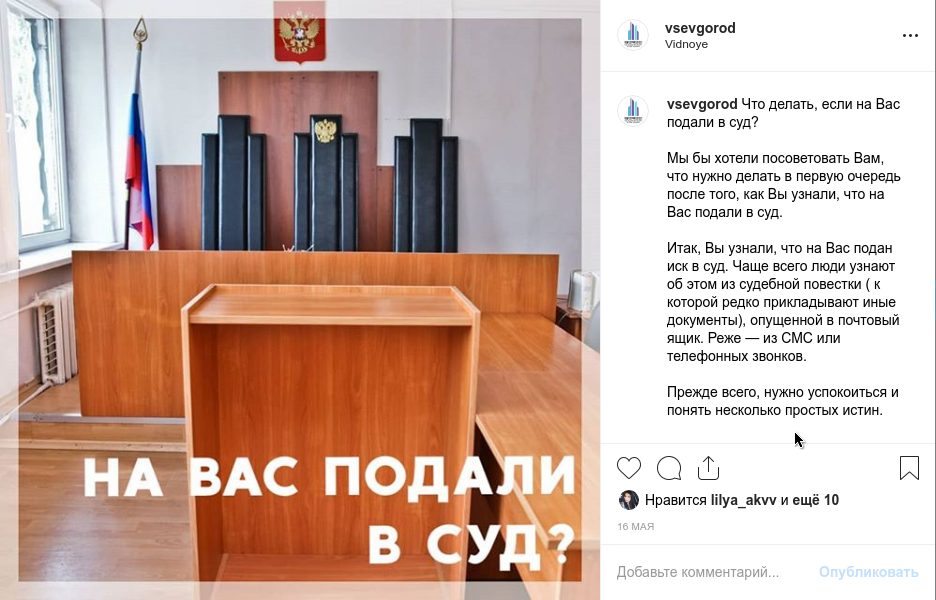 НА ВАС ПОДАЛИ
В СУД?
vsevgorod
Vidnoye
vsevgorod Что делать, если на Вас
подали в суд?
Мы бы хотели посоветовать Вам,
что нужно делать в первую очередь
после того, как Вы узнали, что на
Вас подали в суд.
Итак, Вы узнали, что на Вас подан
иск в суд. Чаще всего люди узнают
об этом из судебной повестки ( к
которой редко прикладывают иные
документы), опущенной в почтовый
ящик. Реже — из СМС или
телефонных звонков.
Прежде всего, нужно успокоиться и
понять несколько простых истин.
Нравится lilya_akvv и ещё 10
16 МАЯ
Добавьте комментарий... Опубликовать